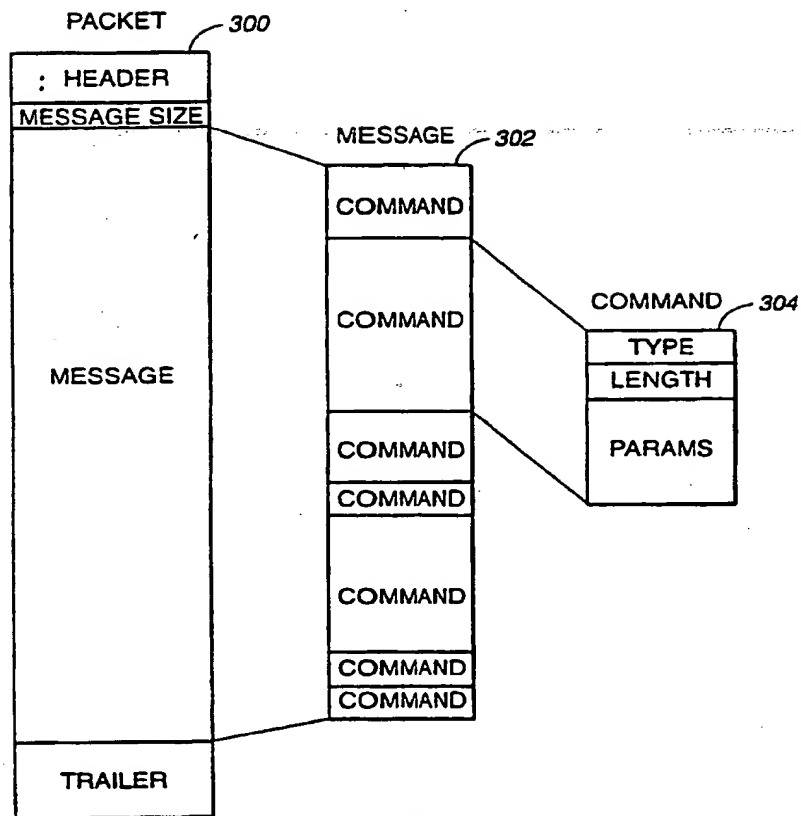 PACKET
300
: HEADER
MESSAGE SIZE
MESSAGE
TRAILER
MESSAGE
302
COMMAND
COMMAND
COMMAND
COMMAND
COMMAND
COMMAND
COMMAND
COMMAND
304
TYPE
LENGTH
PARAMS